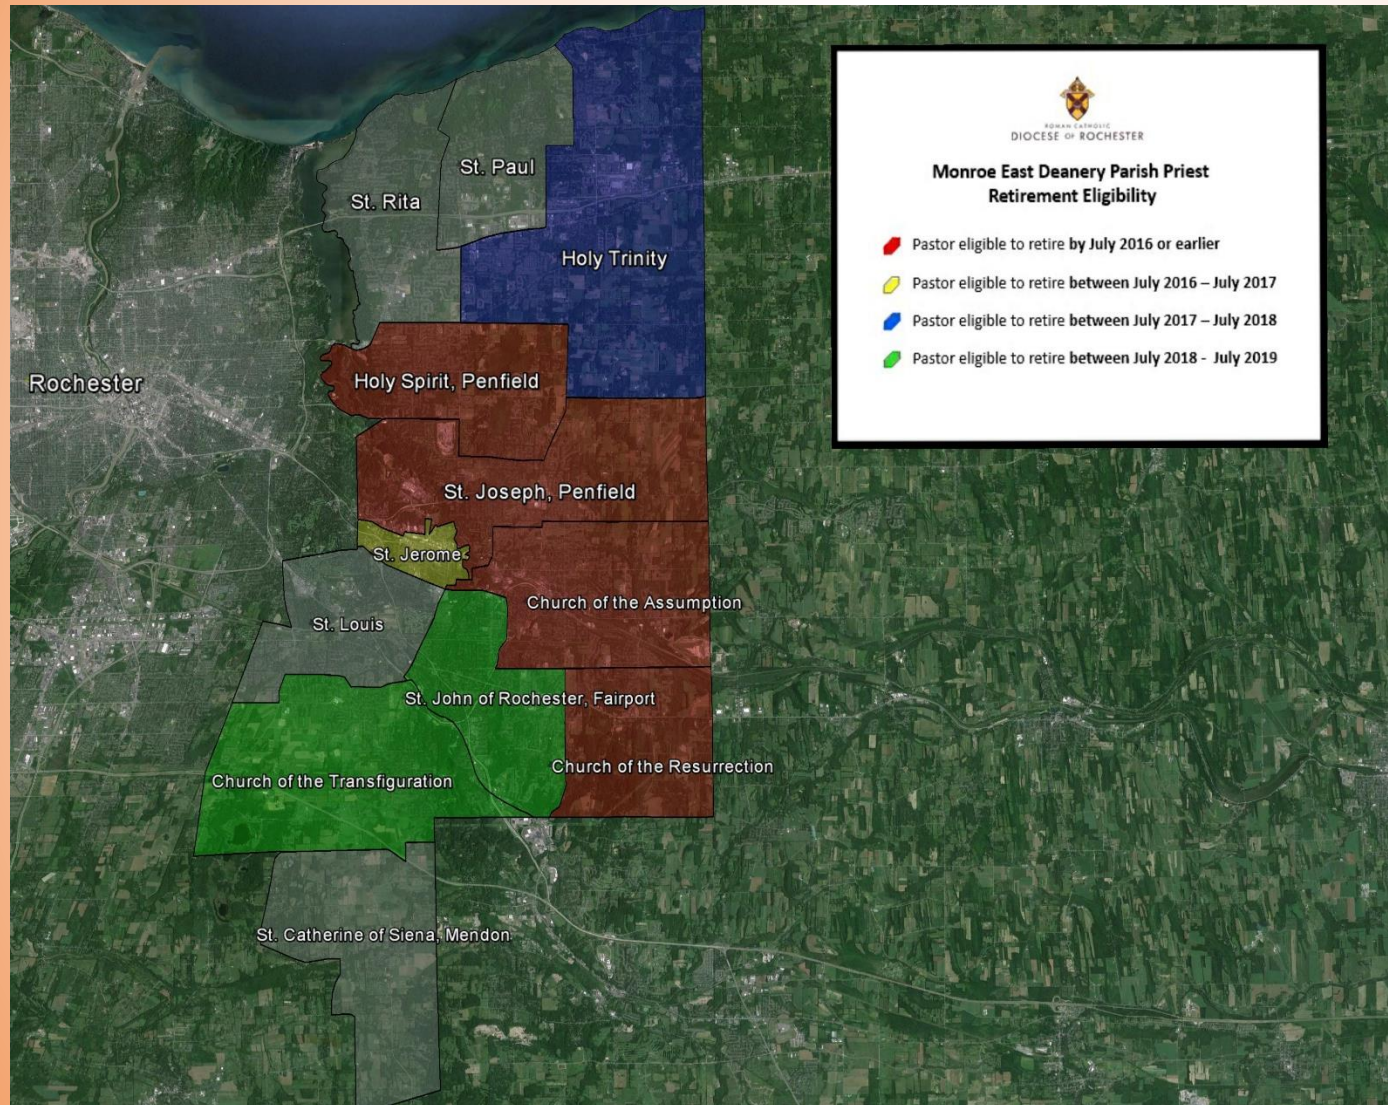 St. Paul
St. Rita
Holy Trinity
Rochester
Holy Spirit, Penfield
St. Joseph, Penfield
St. Jerome
Church of the Assumption
St. Louis
St. John of Rochester, Fairport
Church of the Resurrection
Church of the Transfiguration
St. Catherine of Siena, Mendon
ROMAN CATHOLIC
DIOCESE OF ROCHESTER
Monroe East Deanery Parish Priest
Retirement Eligibility
Pastor eligible to retire by July 2016 or earlier
Pastor eligible to retire between July 2016 – July 2017
Pastor eligible to retire between July 2017 – July 2018
Pastor eligible to retire between July 2018 - July 2019